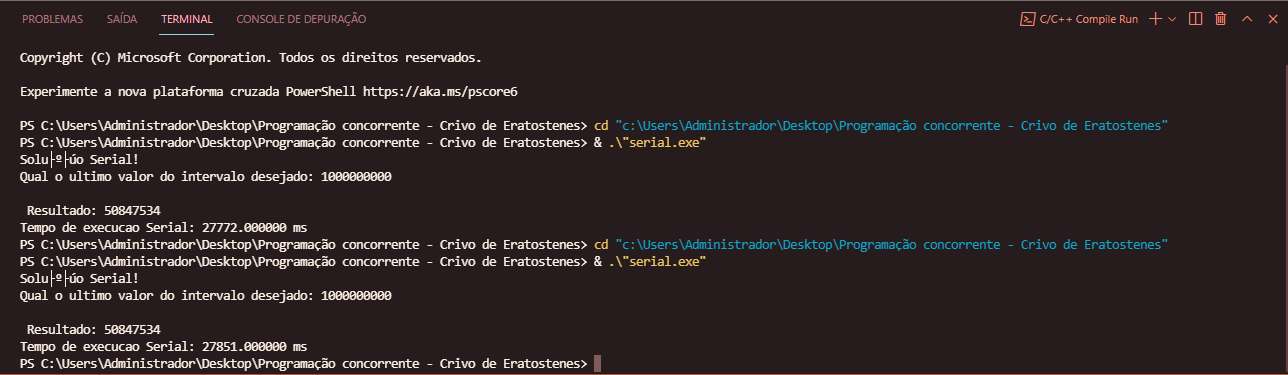 PROBLEMAS SAÍDA TERMINAL CONSOLE DE DEPURAÇÃO C/C++ Compile Run
Copyright (C) Microsoft Corporation. Todos os direitos reservados.
Experimente a nova plataforma cruzada PowerShell https://aka.ms/pscore6
PS C:\Users\Administrador\Desktop\Programação concorrente - Crivo de Eratostenes> cd "c:\Users\Administrador\Desktop\Programação concorrente - Crivo de Eratostenes"
PS C:\Users\Administrador\Desktop\Programação concorrente - Crivo de Eratostenes> & .\"serial.exe"
Solu├º├úo Serial!
Qual o ultimo valor do intervalo desejado: 1000000000
Resultado: 50847534
Tempo de execucao Serial: 27772.000000 ms
PS C:\Users\Administrador\Desktop\Programação concorrente - Crivo de Eratostenes> cd "c:\Users\Administrador\Desktop\Programação concorrente - Crivo de Eratostenes"
PS C:\Users\Administrador\Desktop\Programação concorrente - Crivo de Eratostenes> & .\"serial.exe"
Solu├º├úo Serial!
Qual o ultimo valor do intervalo desejado: 1000000000
Resultado: 50847534
Tempo de execucao Serial: 27851.000000 ms
PS C:\Users\Administrador\Desktop\Programação concorrente - Crivo de Eratostenes>